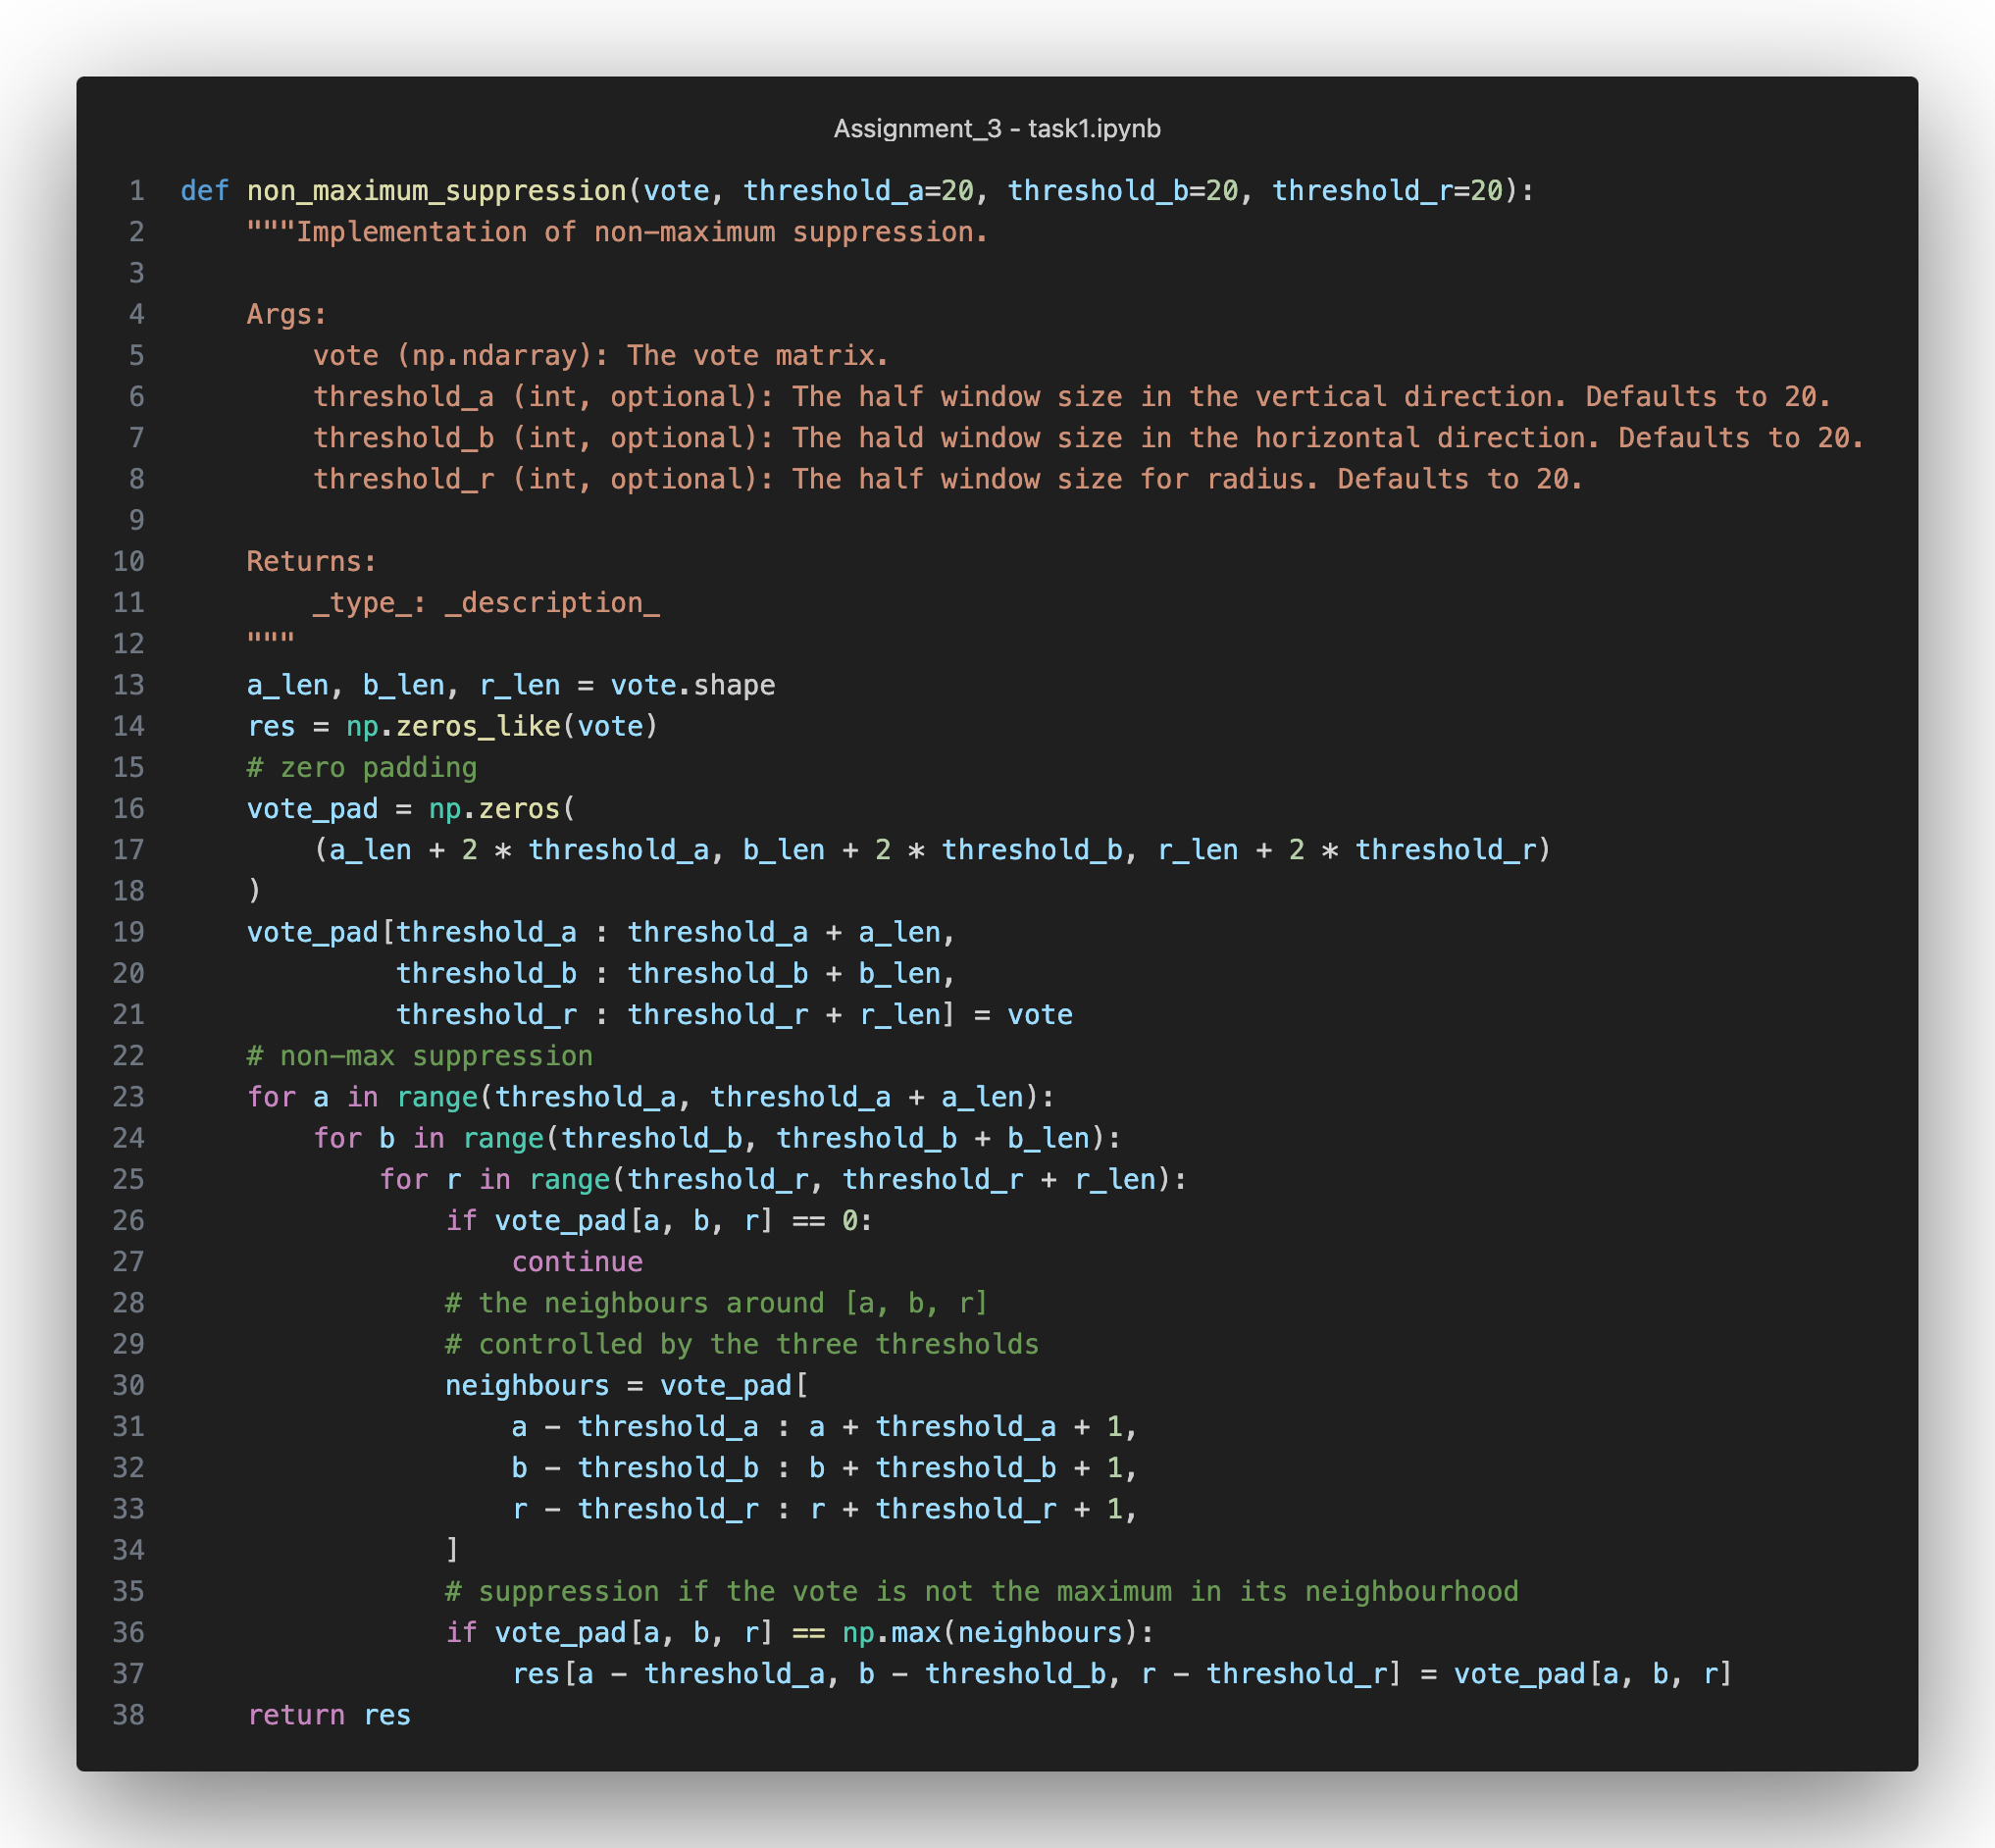 Assignment_3 - task1.ipynb
1 def non_maximum_suppression(vote, threshold_a=20, threshold_b=20, threshold_r=20):
2     """Implementation of non-maximum suppression.
3
4     Args:
5         vote (np.ndarray): The vote matrix.
6         threshold_a (int, optional): The half window size in the vertical direction. Defaults to 20.
7         threshold_b (int, optional): The hald window size in the horizontal direction. Defaults to 20.
8         threshold_r (int, optional): The half window size for radius. Defaults to 20.
9
10     Returns:
11         _type_: _description_
12     """
13     a_len, b_len, r_len = vote.shape
14     res = np.zeros_like(vote)
15     # zero padding
16     vote_pad = np.zeros(
17         (a_len + 2 * threshold_a, b_len + 2 * threshold_b, r_len + 2 * threshold_r)
18     )
19     vote_pad[threshold_a : threshold_a + a_len,
20              threshold_b : threshold_b + b_len,
21              threshold_r : threshold_r + r_len] = vote
22     # non-max suppression
23     for a in range(threshold_a, threshold_a + a_len):
24         for b in range(threshold_b, threshold_b + b_len):
25             for r in range(threshold_r, threshold_r + r_len):
26                 if vote_pad[a, b, r] == 0:
27                     continue
28                 # the neighbours around [a, b, r]
29                 # controlled by the three thresholds
30                 neighbours = vote_pad[
31                     a - threshold_a : a + threshold_a + 1,
32                     b - threshold_b : b + threshold_b + 1,
33                     r - threshold_r : r + threshold_r + 1,
34                 ]
35                 # suppression if the vote is not the maximum in its neighbourhood
36                 if vote_pad[a, b, r] == np.max(neighbours):
37                     res[a - threshold_a, b - threshold_b, r - threshold_r] = vote_pad[a, b, r]
38     return res